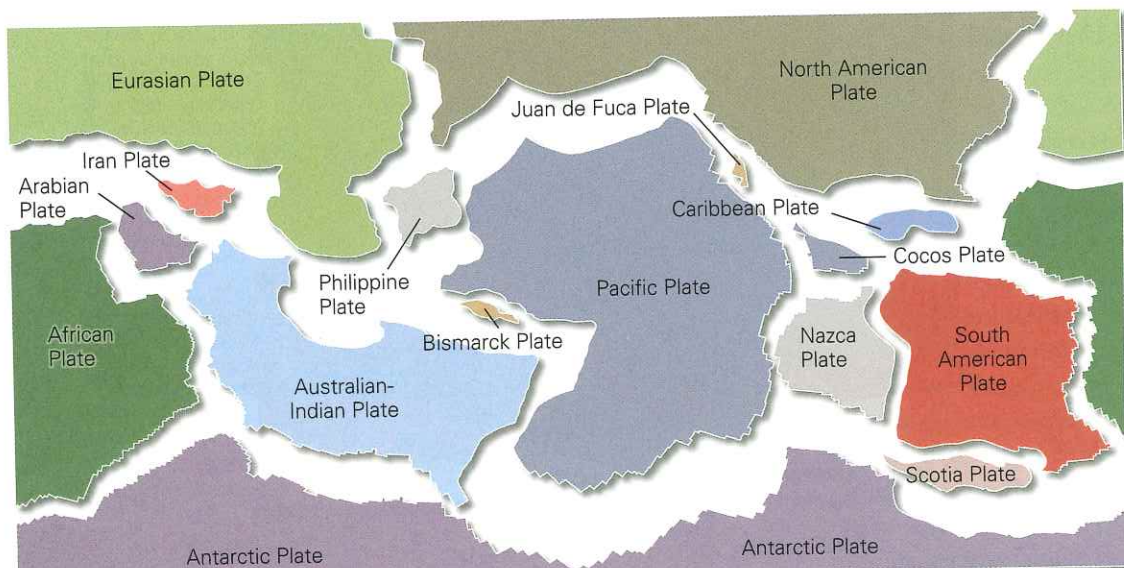 Eurasian Plate
North American
Plate
Juan de Fuca Plate
Iran Plate
Arabian
Plate
Caribbean Plate
Cocos Plate
Philippine
Plate
Pacific Plate
African
Plate
Bismarck Plate
Nazca
Plate
South
American
Plate
Australian-
Indian Plate
Scotia Plate
Antarctic Plate
Antarctic Plate